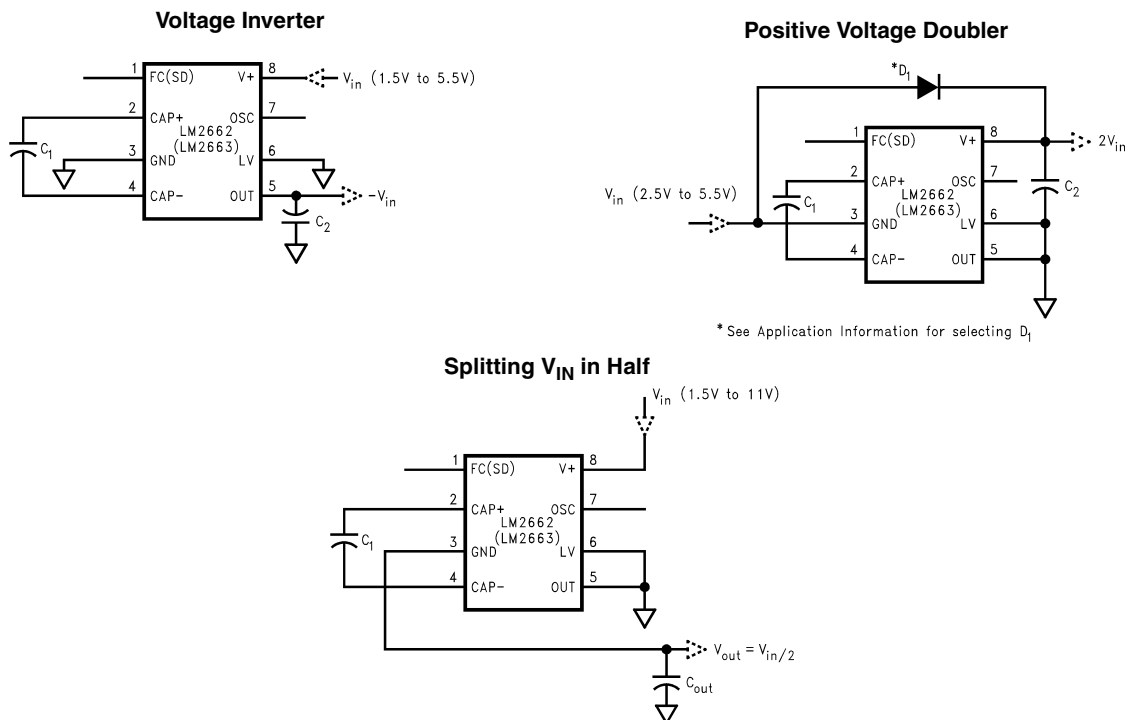 Voltage Inverter
1 FC(SD) V+ 8 Vin (1.5V to 5.5V)
2 CAP+ OSC 7
LM2662
C1 (LM2663)
3 GND LV 6
4 CAP- OUT 5 -Vin
C2
Positive Voltage Doubler
*D1
1 FC(SD) V+ 8 2Vin
2 CAP+ OSC 7 C2
Vin (2.5V to 5.5V) C1 LM2662
(LM2663)
3 GND LV 6
4 CAP- OUT 5
* See Application Information for selecting D1
Splitting VIN in Half
Vin (1.5V to 11V)
1 FC(SD) V+ 8
2 CAP+ OSC 7
LM2662
C1 (LM2663)
3 GND LV 6
4 CAP- OUT 5
Vout = Vin/2
Cout